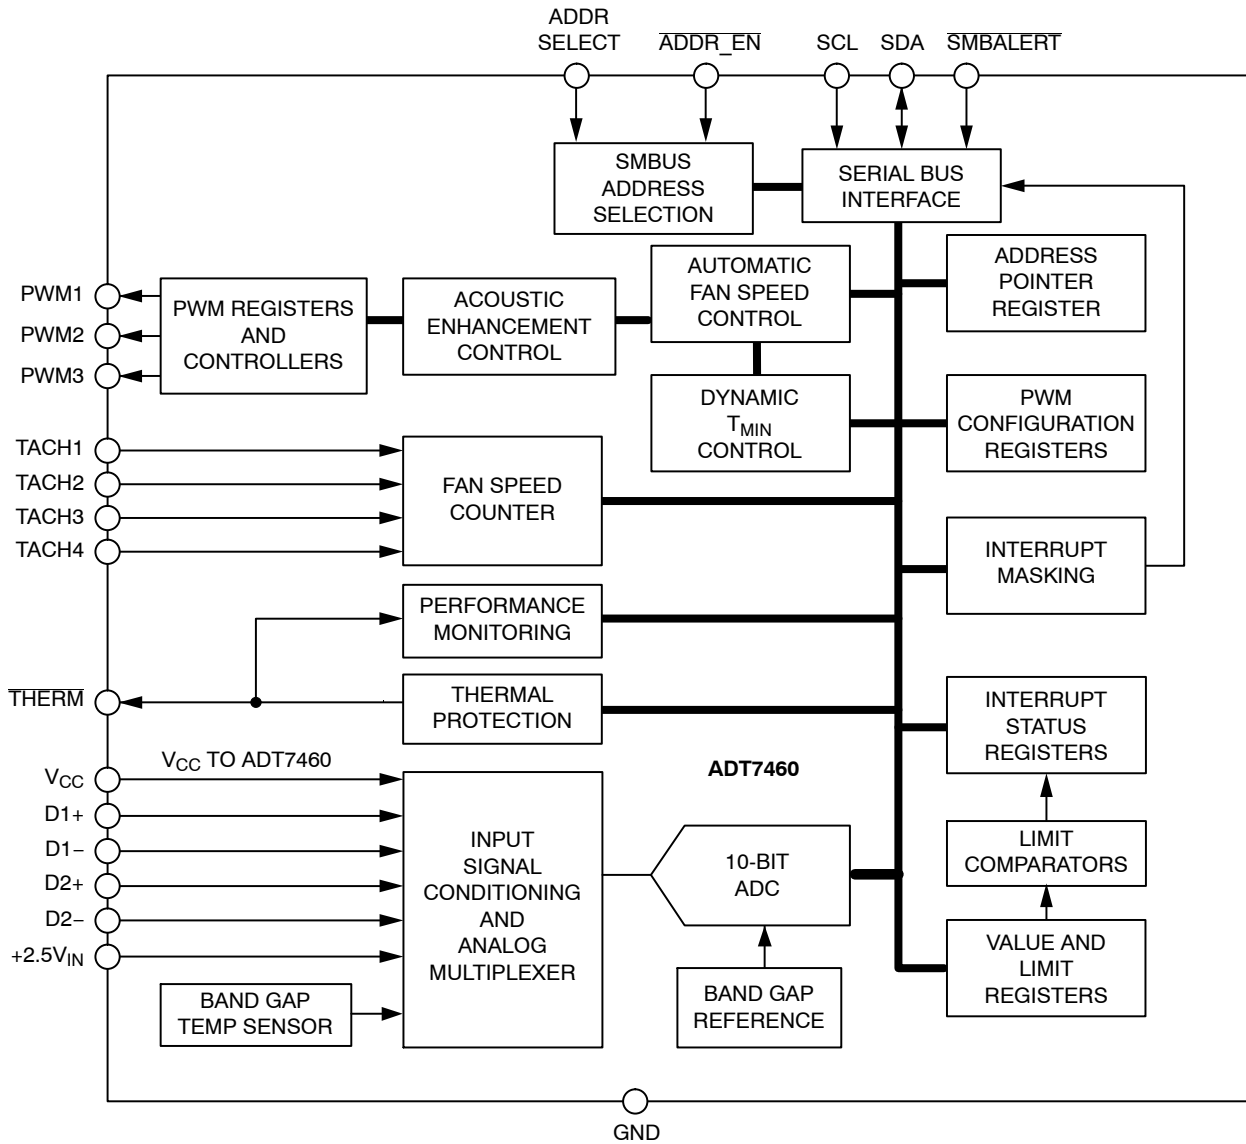 ADDR
SELECT
ADDR_EN
SCL
SDA
SMBALERT
SMBUS
ADDRESS
SELECTION
SERIAL BUS
INTERFACE
PWM1
PWM2
PWM3
PWM REGISTERS
AND
CONTROLLERS
ACOUSTIC
ENHANCEMENT
CONTROL
AUTOMATIC
FAN SPEED
CONTROL
ADDRESS
POINTER
REGISTER
DYNAMIC
TMIN
CONTROL
PWM
CONFIGURATION
REGISTERS
TACH1
TACH2
TACH3
TACH4
FAN SPEED
COUNTER
INTERRUPT
MASKING
PERFORMANCE
MONITORING
THERM
THERMAL
PROTECTION
INTERRUPT
STATUS
REGISTERS
VCC
VCC TO ADT7460
D1+
D1−
D2+
D2−
+2.5VIN
INPUT
SIGNAL
CONDITIONING
AND
ANALOG
MULTIPLEXER
ADT7460
10-BIT
ADC
LIMIT
COMPARATORS
BAND GAP
TEMP SENSOR
BAND GAP
REFERENCE
VALUE AND
LIMIT
REGISTERS
GND